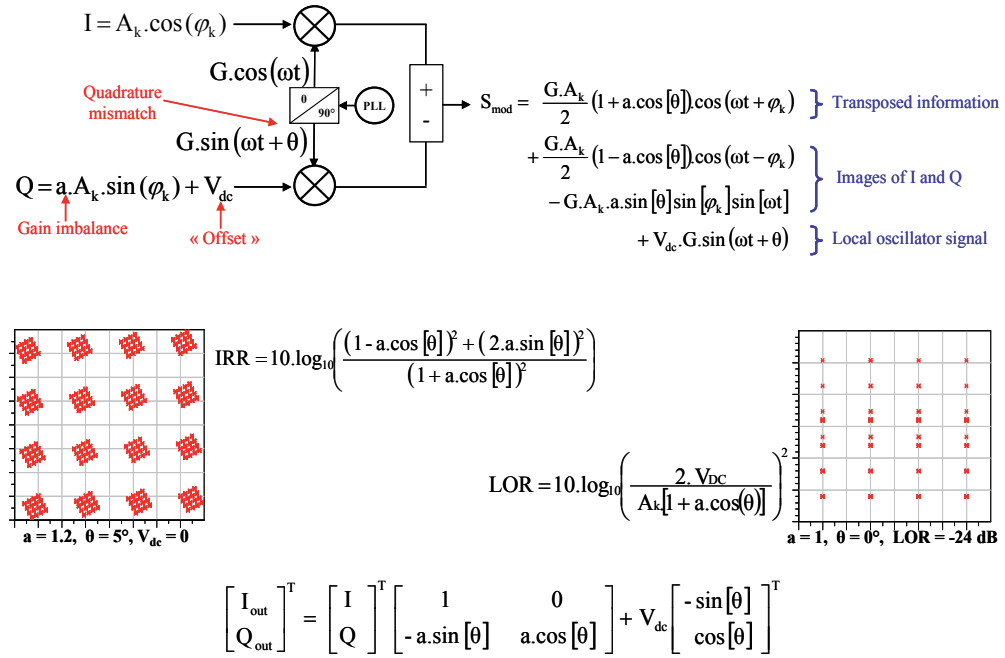 I = A_k.cos(φ_k)
G.cos(ωt)
Quadrature
mismatch
0
90°
PLL
G.sin(ωt + θ)
Q = a.A_k.sin(φ_k) + V_dc
Gain imbalance
« Offset »
+
-
S_mod = G.A_k/2 (1 + a.cos[θ]).cos(ωt + φ_k)
Transposed information
+ G.A_k/2 (1 - a.cos[θ]).cos(ωt - φ_k)
- G.A_k.a.sin[θ]sin[φ_k]sin[ωt]
Images of I and Q
+ V_dc.G.sin(ωt + θ)
Local oscillator signal
IRR = 10.log₁₀(((1 - a.cos[θ])² + (2.a.sin[θ])²)/(1 + a.cos[θ])²)
LOR = 10.log₁₀(2.V_DC/A_k.[1 + a.cos(θ)])²
a = 1.2, θ = 5°, V_dc = 0
a = 1, θ = 0°, LOR = -24 dB
[I_out Q_out]^T = [I Q]^T [1 0; - a.sin[θ] a.cos[θ]] + V_dc [- sin[θ] cos[θ]]^T